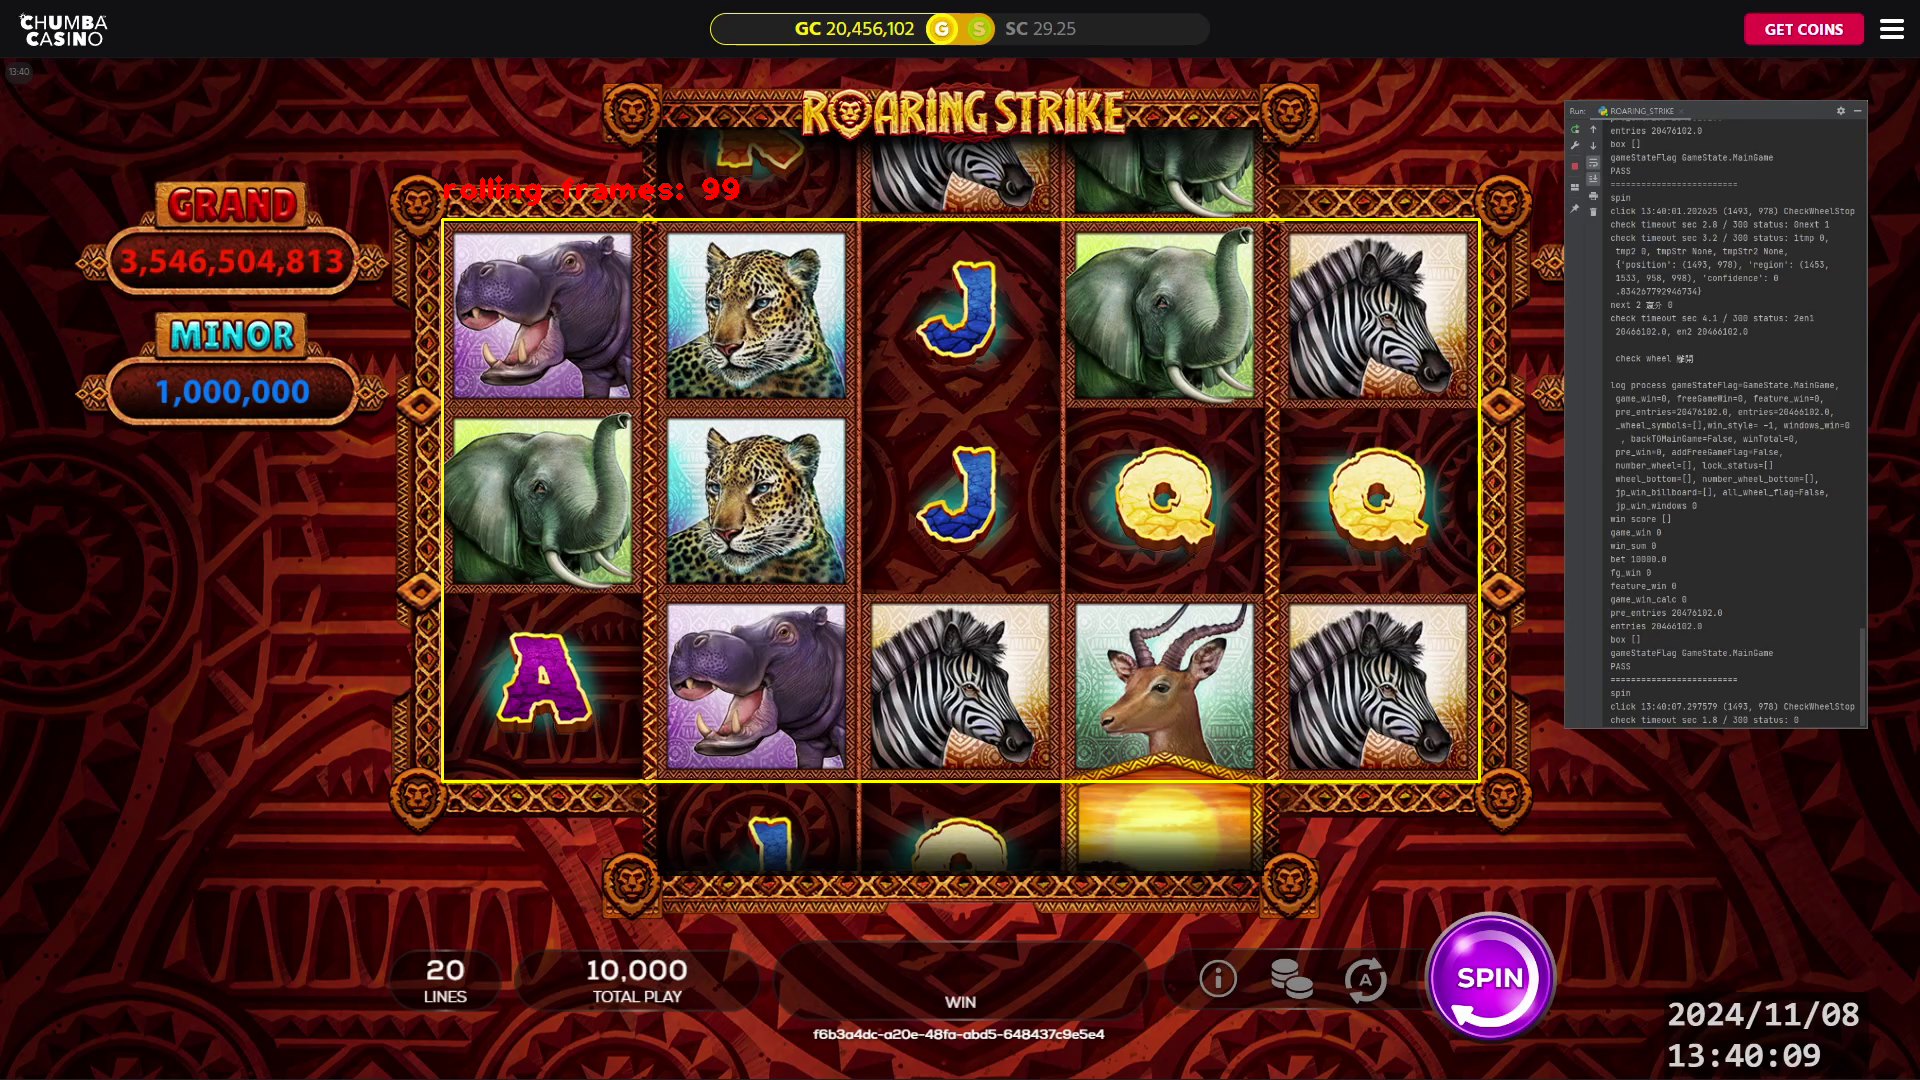 CHUMBA
CASINO
GC 20,456,102 G S SC 29.25
GET COINS
13:40
ROARING STRIKE
rolling frames: 99
GRAND
3,546,504,813
MINOR
1,000,000
J
J
Q
Q
A
20
LINES
10,000
TOTAL PLAY
WIN
f6b3a4dc-a20e-48fa-abd5-648437c9e5e4
A
SPIN
2024/11/08
13:40:09
Run: ROARING_STRIKE
entries 20476102.0
box []
gameStateFlag GameState.MainGame
PASS
=========================
spin
click 13:40:01.202625 (1493, 978) CheckWheelStop
check timeout sec 2.8 / 300 status: 0next 1
check timeout sec 3.2 / 300 status: 1tmp 0,
tmp2 0, tmpStr None, tmpStr2 None,
{'position': (1493, 978), 'region': (1453,
1533, 958, 998), 'confidence': 0
.834267792946734}
next 2 贏分 0
check timeout sec 4.1 / 300 status: 2en1
20466102.0, en2 20466102.0
check wheel
log process gameStateFlag=GameState.MainGame,
game_win=0, freeGameWin=0, feature_win=0,
pre_entries=20476102.0, entries=20466102.0,
_wheel_symbols=[],win_style= -1, windows_win=0
, backTOMainGame=False, winTotal=0,
pre_win=0, addFreeGameFlag=False,
number_wheel=[], lock_status=[]
wheel_bottom=[], number_wheel_bottom=[],
jp_win_billboard=[], all_wheel_flag=False,
jp_win_windows 0
win score []
game_win 0
win_sum 0
bet 10000.0
fg_win 0
feature_win 0
game_win_calc 0
pre_entries 20476102.0
entries 20466102.0
box []
gameStateFlag GameState.MainGame
PASS
=========================
spin
click 13:40:07.297579 (1493, 978) CheckWheelStop
check timeout sec 1.8 / 300 status: 0